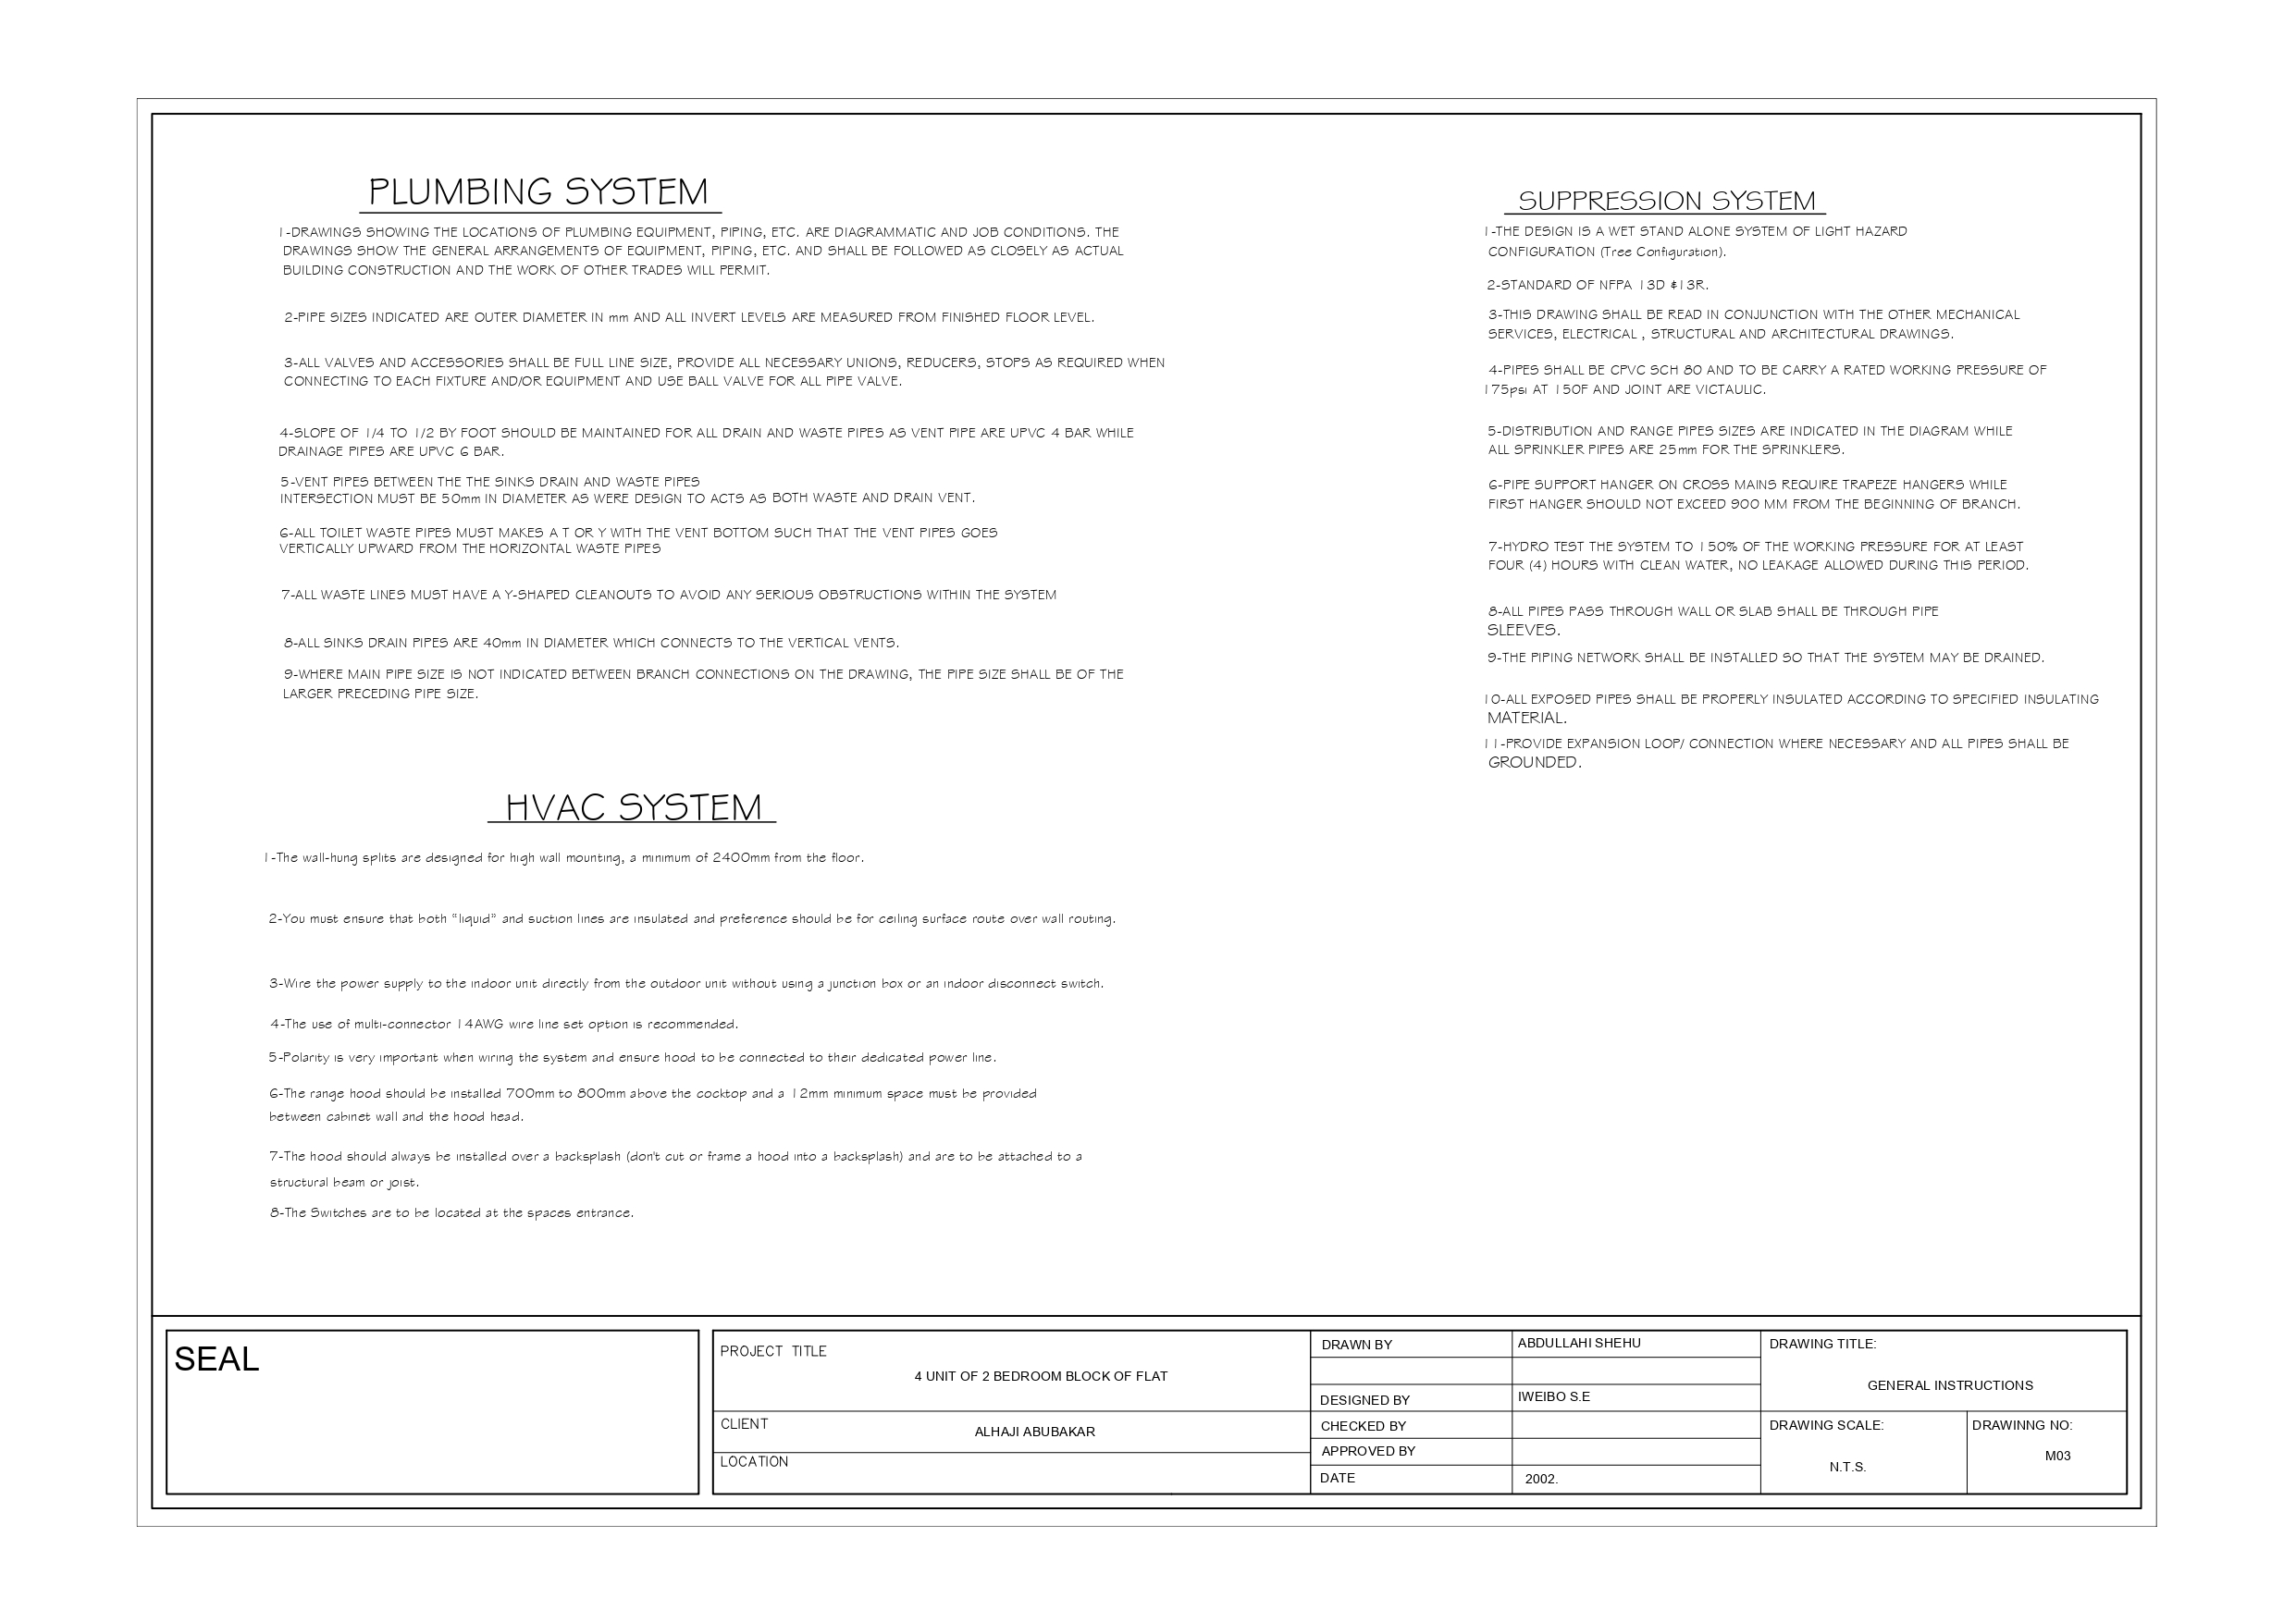 PLUMBING SYSTEM
1-DRAWINGS SHOWING THE LOCATIONS OF PLUMBING EQUIPMENT, PIPING, ETC. ARE DIAGRAMMATIC AND JOB CONDITIONS. THE
DRAWINGS SHOW THE GENERAL ARRANGEMENTS OF EQUIPMENT, PIPING, ETC. AND SHALL BE FOLLOWED AS CLOSELY AS ACTUAL
BUILDING CONSTRUCTION AND THE WORK OF OTHER TRADES WILL PERMIT.
2-PIPE SIZES INDICATED ARE OUTER DIAMETER IN mm AND ALL INVERT LEVELS ARE MEASURED FROM FINISHED FLOOR LEVEL.
3-ALL VALVES AND ACCESSORIES SHALL BE FULL LINE SIZE, PROVIDE ALL NECESSARY UNIONS, REDUCERS, STOPS AS REQUIRED WHEN
CONNECTING TO EACH FIXTURE AND/OR EQUIPMENT AND USE BALL VALVE FOR ALL PIPE VALVE.
4-SLOPE OF 1/4 TO 1/2 BY FOOT SHOULD BE MAINTAINED FOR ALL DRAIN AND WASTE PIPES AS VENT PIPE ARE UPVC 4 BAR WHILE
DRAINAGE PIPES ARE UPVC 6 BAR.
5-VENT PIPES BETWEEN THE THE SINKS DRAIN AND WASTE PIPES
INTERSECTION MUST BE 50mm IN DIAMETER AS WERE DESIGN TO ACTS AS BOTH WASTE AND DRAIN VENT.
6-ALL TOILET WASTE PIPES MUST MAKES A T OR Y WITH THE VENT BOTTOM SUCH THAT THE VENT PIPES GOES
VERTICALLY UPWARD FROM THE HORIZONTAL WASTE PIPES
7-ALL WASTE LINES MUST HAVE A Y-SHAPED CLEANOUTS TO AVOID ANY SERIOUS OBSTRUCTIONS WITHIN THE SYSTEM
8-ALL SINKS DRAIN PIPES ARE 40mm IN DIAMETER WHICH CONNECTS TO THE VERTICAL VENTS.
9-WHERE MAIN PIPE SIZE IS NOT INDICATED BETWEEN BRANCH CONNECTIONS ON THE DRAWING, THE PIPE SIZE SHALL BE OF THE
LARGER PRECEDING PIPE SIZE.
HVAC SYSTEM
1-The wall-hung splits are designed for high wall mounting, a minimum of 2400mm from the floor.
2-You must ensure that both “liquid” and suction lines are insulated and preference should be for ceiling surface route over wall routing.
3-Wire the power supply to the indoor unit directly from the outdoor unit without using a junction box or an indoor disconnect switch.
4-The use of multi-connector 14AWG wire line set option is recommended.
5-Polarity is very important when wiring the system and ensure hood to be connected to their dedicated power line.
6-The range hood should be installed 700mm to 800mm above the cocktop and a 12mm minimum space must be provided
between cabinet wall and the hood head.
7-The hood should always be installed over a backsplash (don't cut or frame a hood into a backsplash) and are to be attached to a
structural beam or joist.
8-The Switches are to be located at the spaces entrance.
SUPPRESSION SYSTEM
1-THE DESIGN IS A WET STAND ALONE SYSTEM OF LIGHT HAZARD
CONFIGURATION (Tree Configuration).
2-STANDARD OF NFPA 13D &13R.
3-THIS DRAWING SHALL BE READ IN CONJUNCTION WITH THE OTHER MECHANICAL
SERVICES, ELECTRICAL , STRUCTURAL AND ARCHITECTURAL DRAWINGS.
4-PIPES SHALL BE CPVC SCH 80 AND TO BE CARRY A RATED WORKING PRESSURE OF
175psi AT 150F AND JOINT ARE VICTAULIC.
5-DISTRIBUTION AND RANGE PIPES SIZES ARE INDICATED IN THE DIAGRAM WHILE
ALL SPRINKLER PIPES ARE 25mm FOR THE SPRINKLERS.
6-PIPE SUPPORT HANGER ON CROSS MAINS REQUIRE TRAPEZE HANGERS WHILE
FIRST HANGER SHOULD NOT EXCEED 900 MM FROM THE BEGINNING OF BRANCH.
7-HYDRO TEST THE SYSTEM TO 150% OF THE WORKING PRESSURE FOR AT LEAST
FOUR (4) HOURS WITH CLEAN WATER, NO LEAKAGE ALLOWED DURING THIS PERIOD.
8-ALL PIPES PASS THROUGH WALL OR SLAB SHALL BE THROUGH PIPE
SLEEVES.
9-THE PIPING NETWORK SHALL BE INSTALLED SO THAT THE SYSTEM MAY BE DRAINED.
10-ALL EXPOSED PIPES SHALL BE PROPERLY INSULATED ACCORDING TO SPECIFIED INSULATING
MATERIAL.
11-PROVIDE EXPANSION LOOP/ CONNECTION WHERE NECESSARY AND ALL PIPES SHALL BE
GROUNDED.
SEAL
PROJECT TITLE
4 UNIT OF 2 BEDROOM BLOCK OF FLAT
CLIENT
ALHAJI ABUBAKAR
LOCATION
DRAWN BY ABDULLAHI SHEHU
DESIGNED BY IWEIBO S.E
CHECKED BY
APPROVED BY
DATE 2002.
DRAWING TITLE:
GENERAL INSTRUCTIONS
DRAWING SCALE:
N.T.S.
DRAWINNG NO:
M03